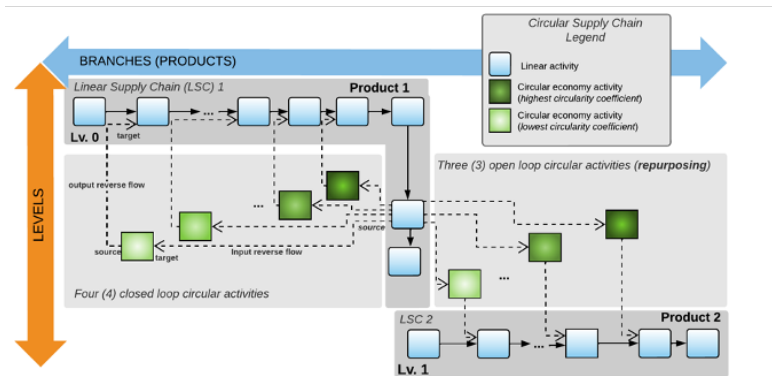 Circular Supply Chain
Legend
Linear activity
Circular economy activity
(highest circularity coefficient)
Circular economy activity
(lowest circularity coefficient)
BRANCHES (PRODUCTS)
LEVELS
Linear Supply Chain (LSC) 1
Product 1
...
Lv. 0
target
output reverse flow
...
source
source
target
Input reverse flow
Four (4) closed loop circular activities
Three (3) open loop circular activities (repurposing)
...
LSC 2
Product 2
...
Lv. 1